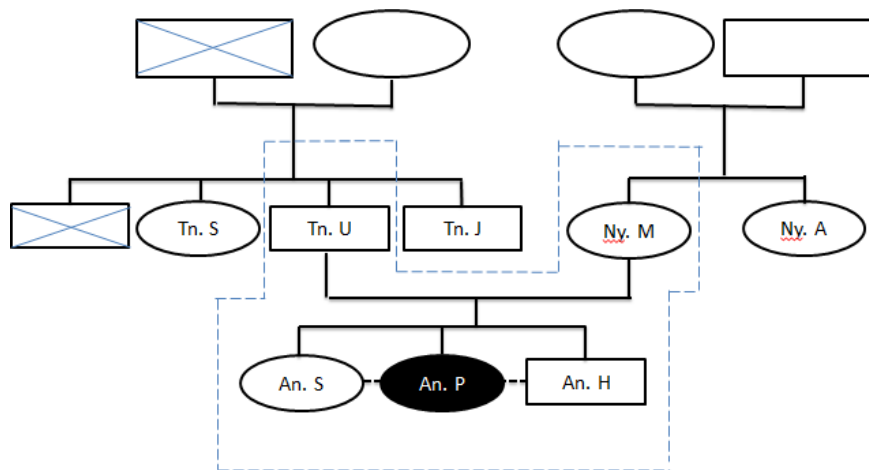 Tn. S
Tn. U
Tn. J
Ny. M
Ny. A
An. S
An. P
An. H